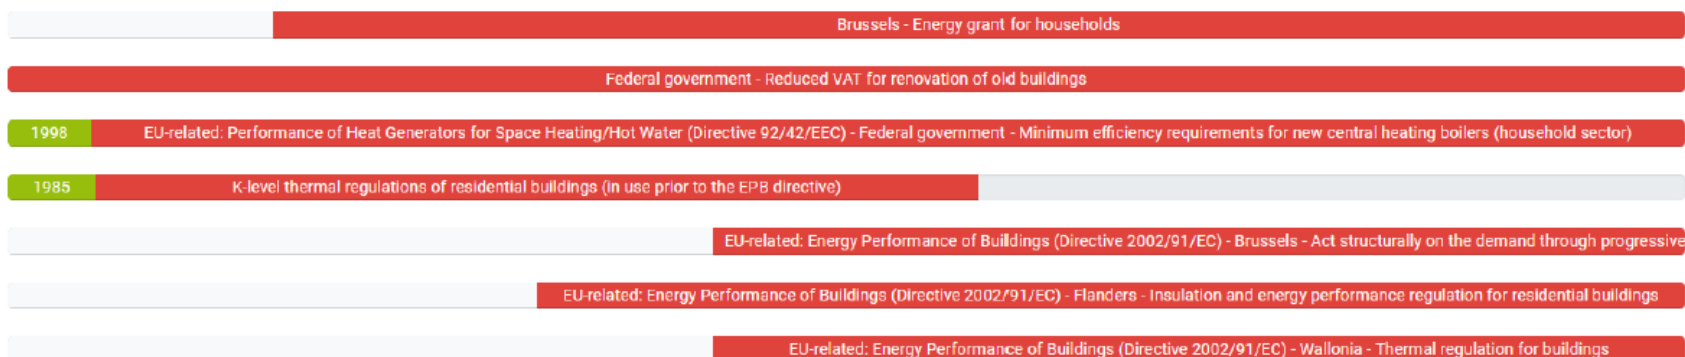 Brussels - Energy grant for households
Federal government - Reduced VAT for renovation of old buildings
1998 EU-related: Performance of Heat Generators for Space Heating/Hot Water (Directive 92/42/EEC) - Federal government - Minimum efficiency requirements for new central heating boilers (household sector)
1985 K-level thermal regulations of residential buildings (in use prior to the EPB directive)
EU-related: Energy Performance of Buildings (Directive 2002/91/EC) - Brussels - Act structurally on the demand through progressive
EU-related: Energy Performance of Buildings (Directive 2002/91/EC) - Flanders - Insulation and energy performance regulation for residential buildings
EU-related: Energy Performance of Buildings (Directive 2002/91/EC) - Wallonia - Thermal regulation for buildings